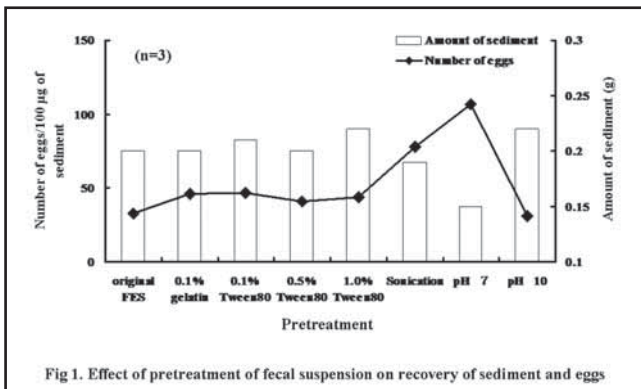 150
(n=3)
Amount of sediment
Number of eggs
0.3
100
0.25
50
0.2
0.15
0
0.1
Number of eggs/100 µg of
sediment
Amount of sediment (g)
original
FES
0.1%
gelatin
0.1%
Tween80
0.5%
Tween80
1.0%
Tween80
Sonication
pH 7
pH 10
Pretreatment
Fig 1. Effect of pretreatment of fecal suspension on recovery of sediment and eggs